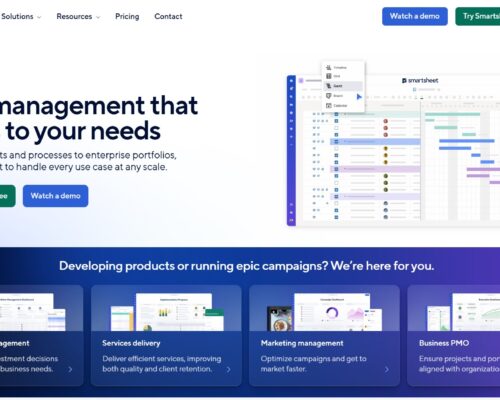 Solutions
Resources
Pricing
Contact
Watch a demo
Try Smarts
management that
to your needs
ts and processes to enterprise portfolios,
t to handle every use case at any scale.
ee
Watch a demo
Timeline
Grid
Gantt
Board
Calendar
smartsheet
Developing products or running epic campaigns? We're here for you.
nagement
estment decisions
business needs.
Services delivery
Deliver efficient services, improving
both quality and client retention.
Marketing management
Optimize campaigns and get to
market faster.
Business PMO
Ensure projects and por
aligned with organization